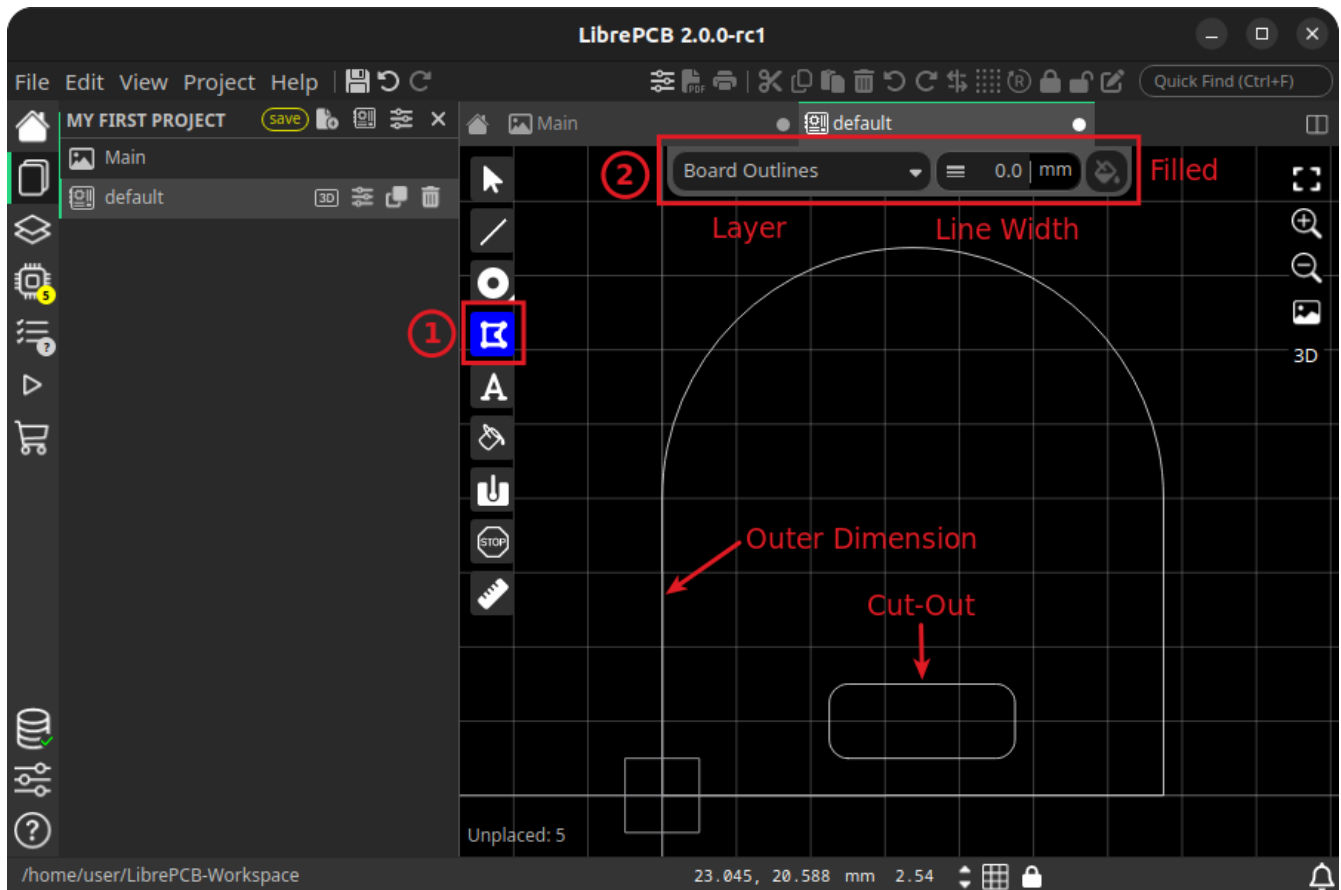 LibrePCB 2.0.0-rc1
File Edit View Project Help
PDF
R
Quick Find (Ctrl+F)
MY FIRST PROJECT save
Main
default
Main
default
3D
5
?
2
Board Outlines 0.0 mm
Filled
Layer Line Width
1
A
STOP
3D
Outer Dimension
Cut-Out
Unplaced: 5
?
/home/user/LibrePCB-Workspace 23.045, 20.588 mm 2.54